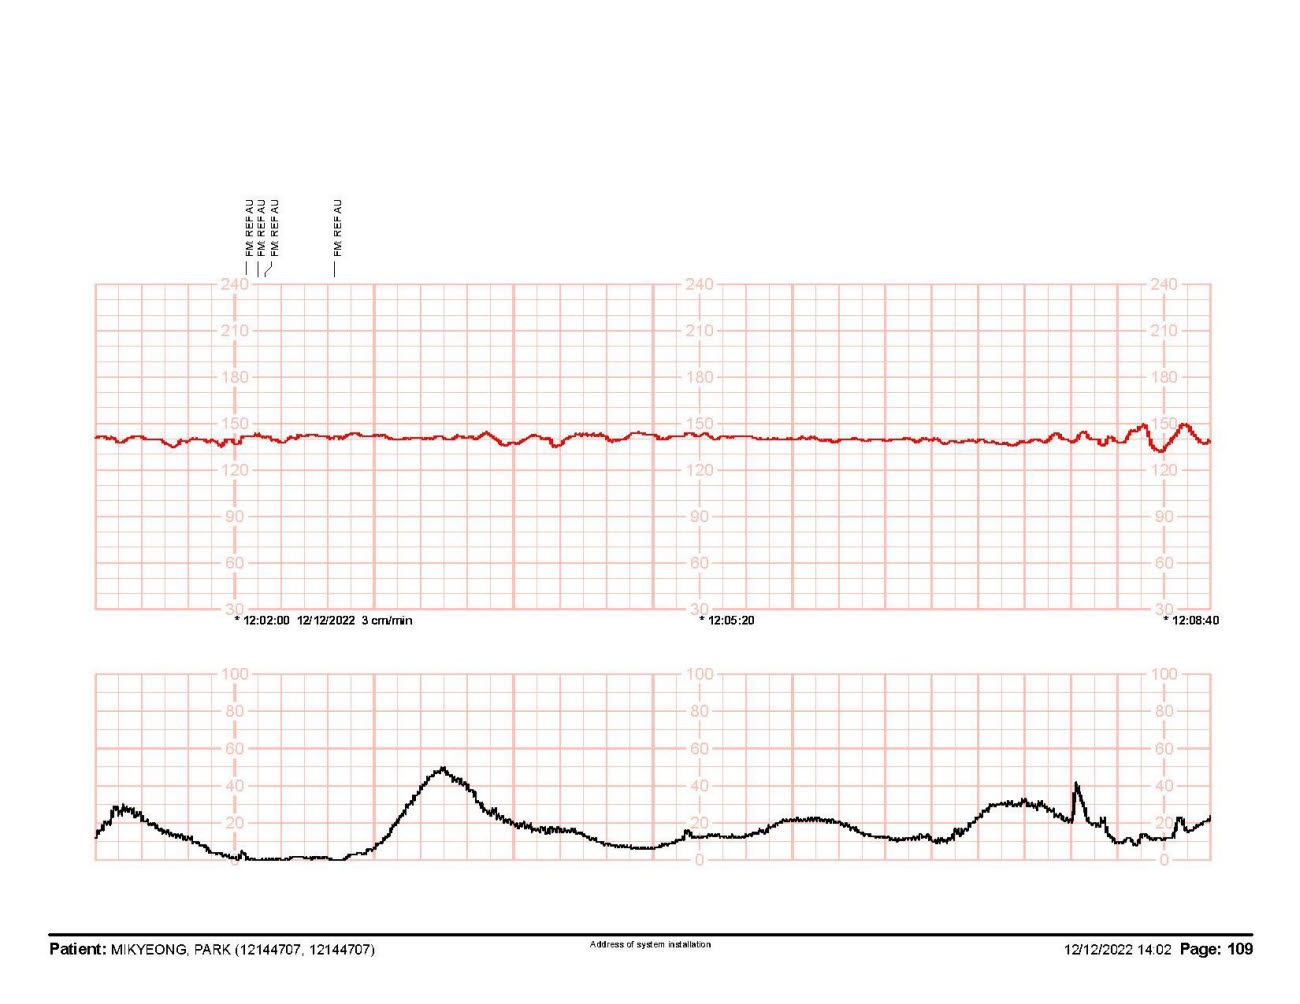 FM: REF AU
FM: REF AU
FM: REF AU
FM: REF AU
240 240 240
210 210 210
180 180 180
150 150 150
120 120 120
90 90 90
60 60 60
30 30 30
* 12:02:00 12/12/2022 3 cm/min * 12:05:20 * 12:08:40
100 100 100
80 80 80
60 60 60
40 40 40
20 20 20
0 0 0
Patient: MIKYEONG, PARK (12144707, 12144707) Address of system installation 12/12/2022 14:02 Page: 109